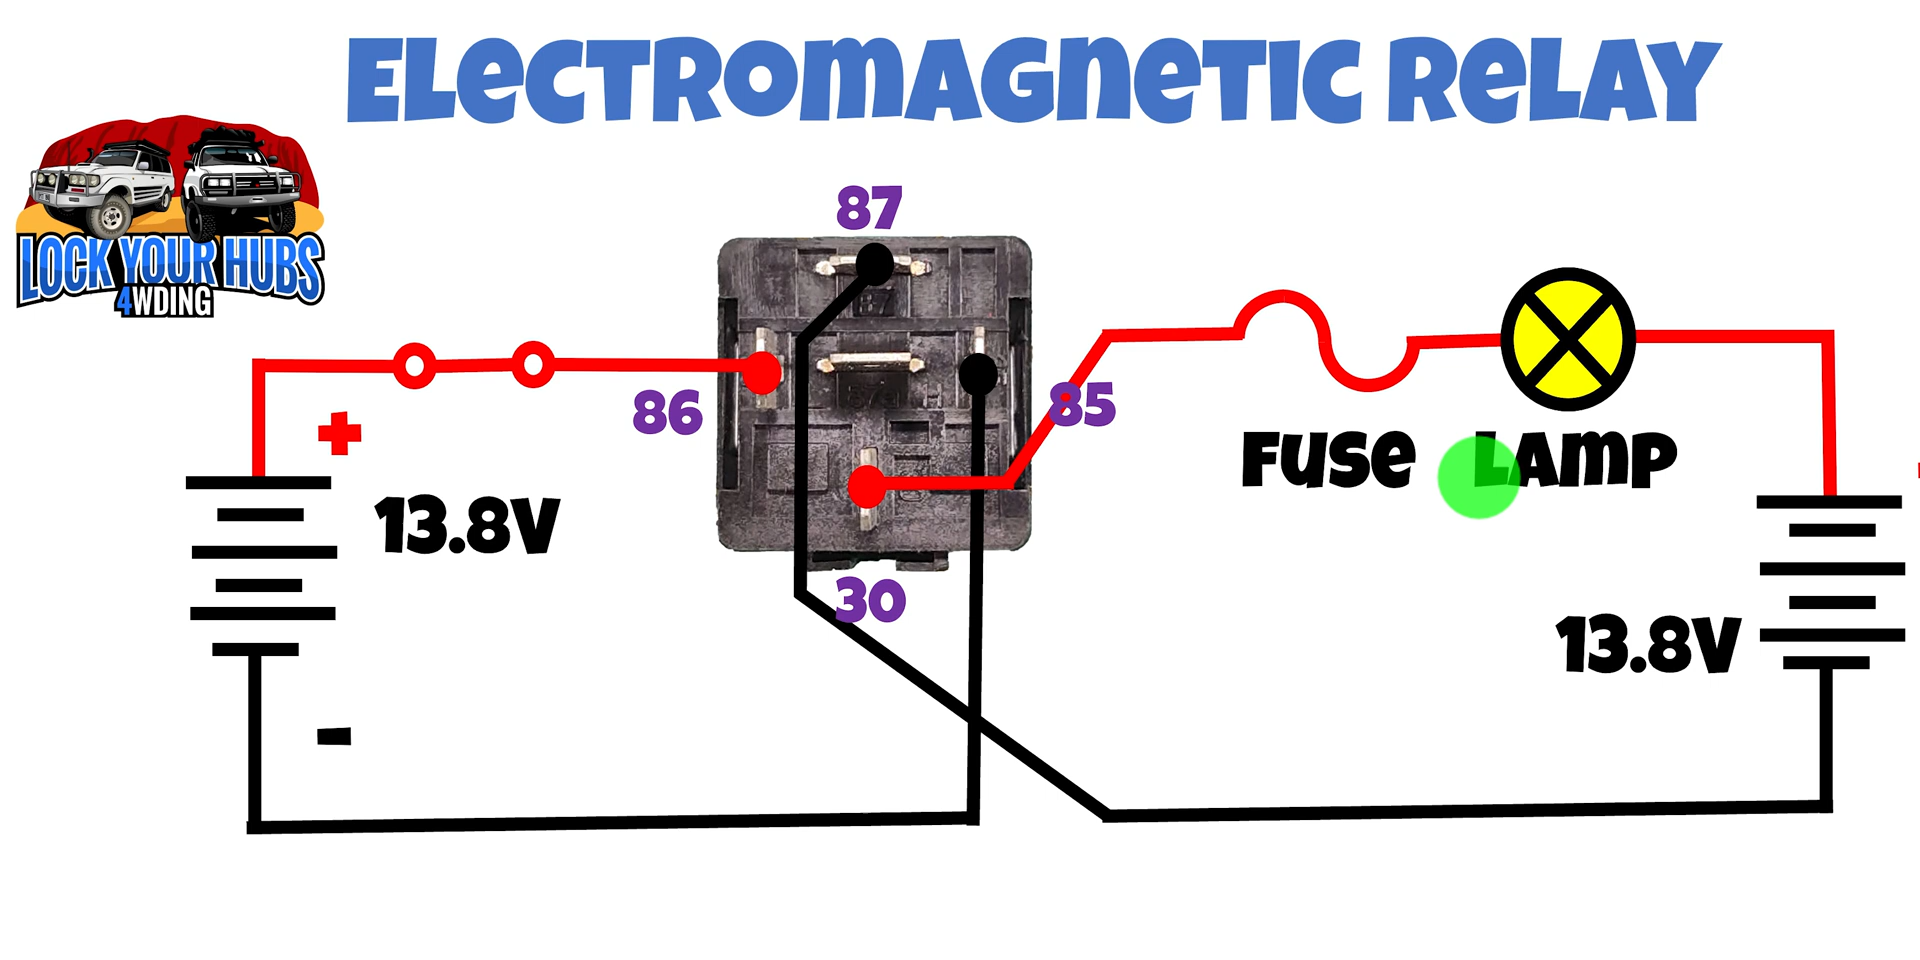 ELECTROMAGNETIC RELAY
LOCK YOUR HUBS
4WDING
87
86
85
+
13.8V
FUSE LAMP
30
13.8V
-